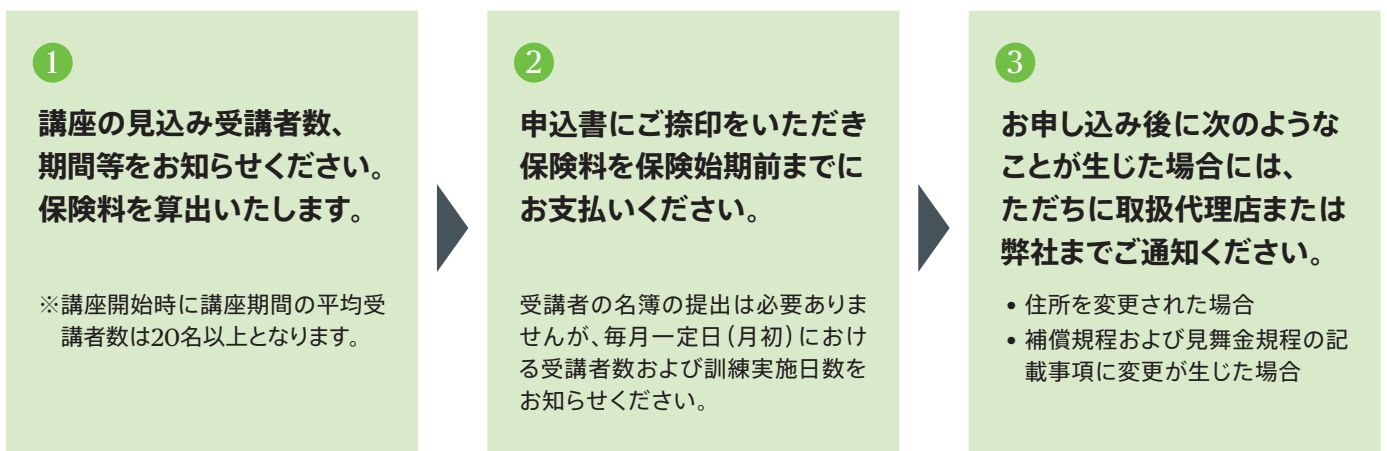 1
講座の見込み受講者数、
期間等をお知らせください。
保険料を算出いたします。
※講座開始時に講座期間の平均受
講者数は20名以上となります。
2
申込書にご捺印をいただき
保険料を保険始期前までに
お支払いください。
受講者の名簿の提出は必要ありま
せんが、毎月一定日(月初)におけ
る受講者数および訓練実施日数を
お知らせください。
3
お申し込み後に次のような
ことが生じた場合には、
ただちに取扱代理店または
弊社までご通知ください。
• 住所を変更された場合
• 補償規程および見舞金規程の記
載事項に変更が生じた場合